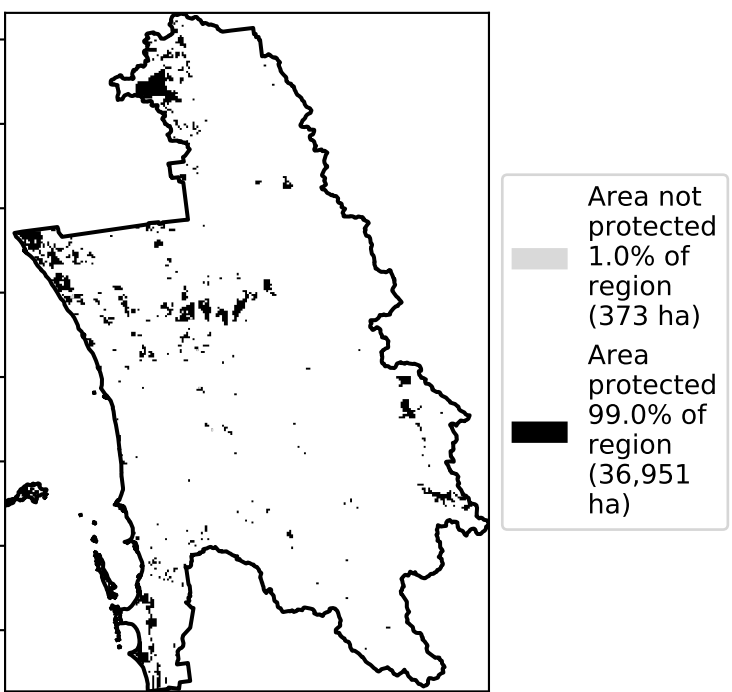 Area not
protected
1.0% of
region
(373 ha)
Area
protected
99.0% of
region
(36,951
ha)